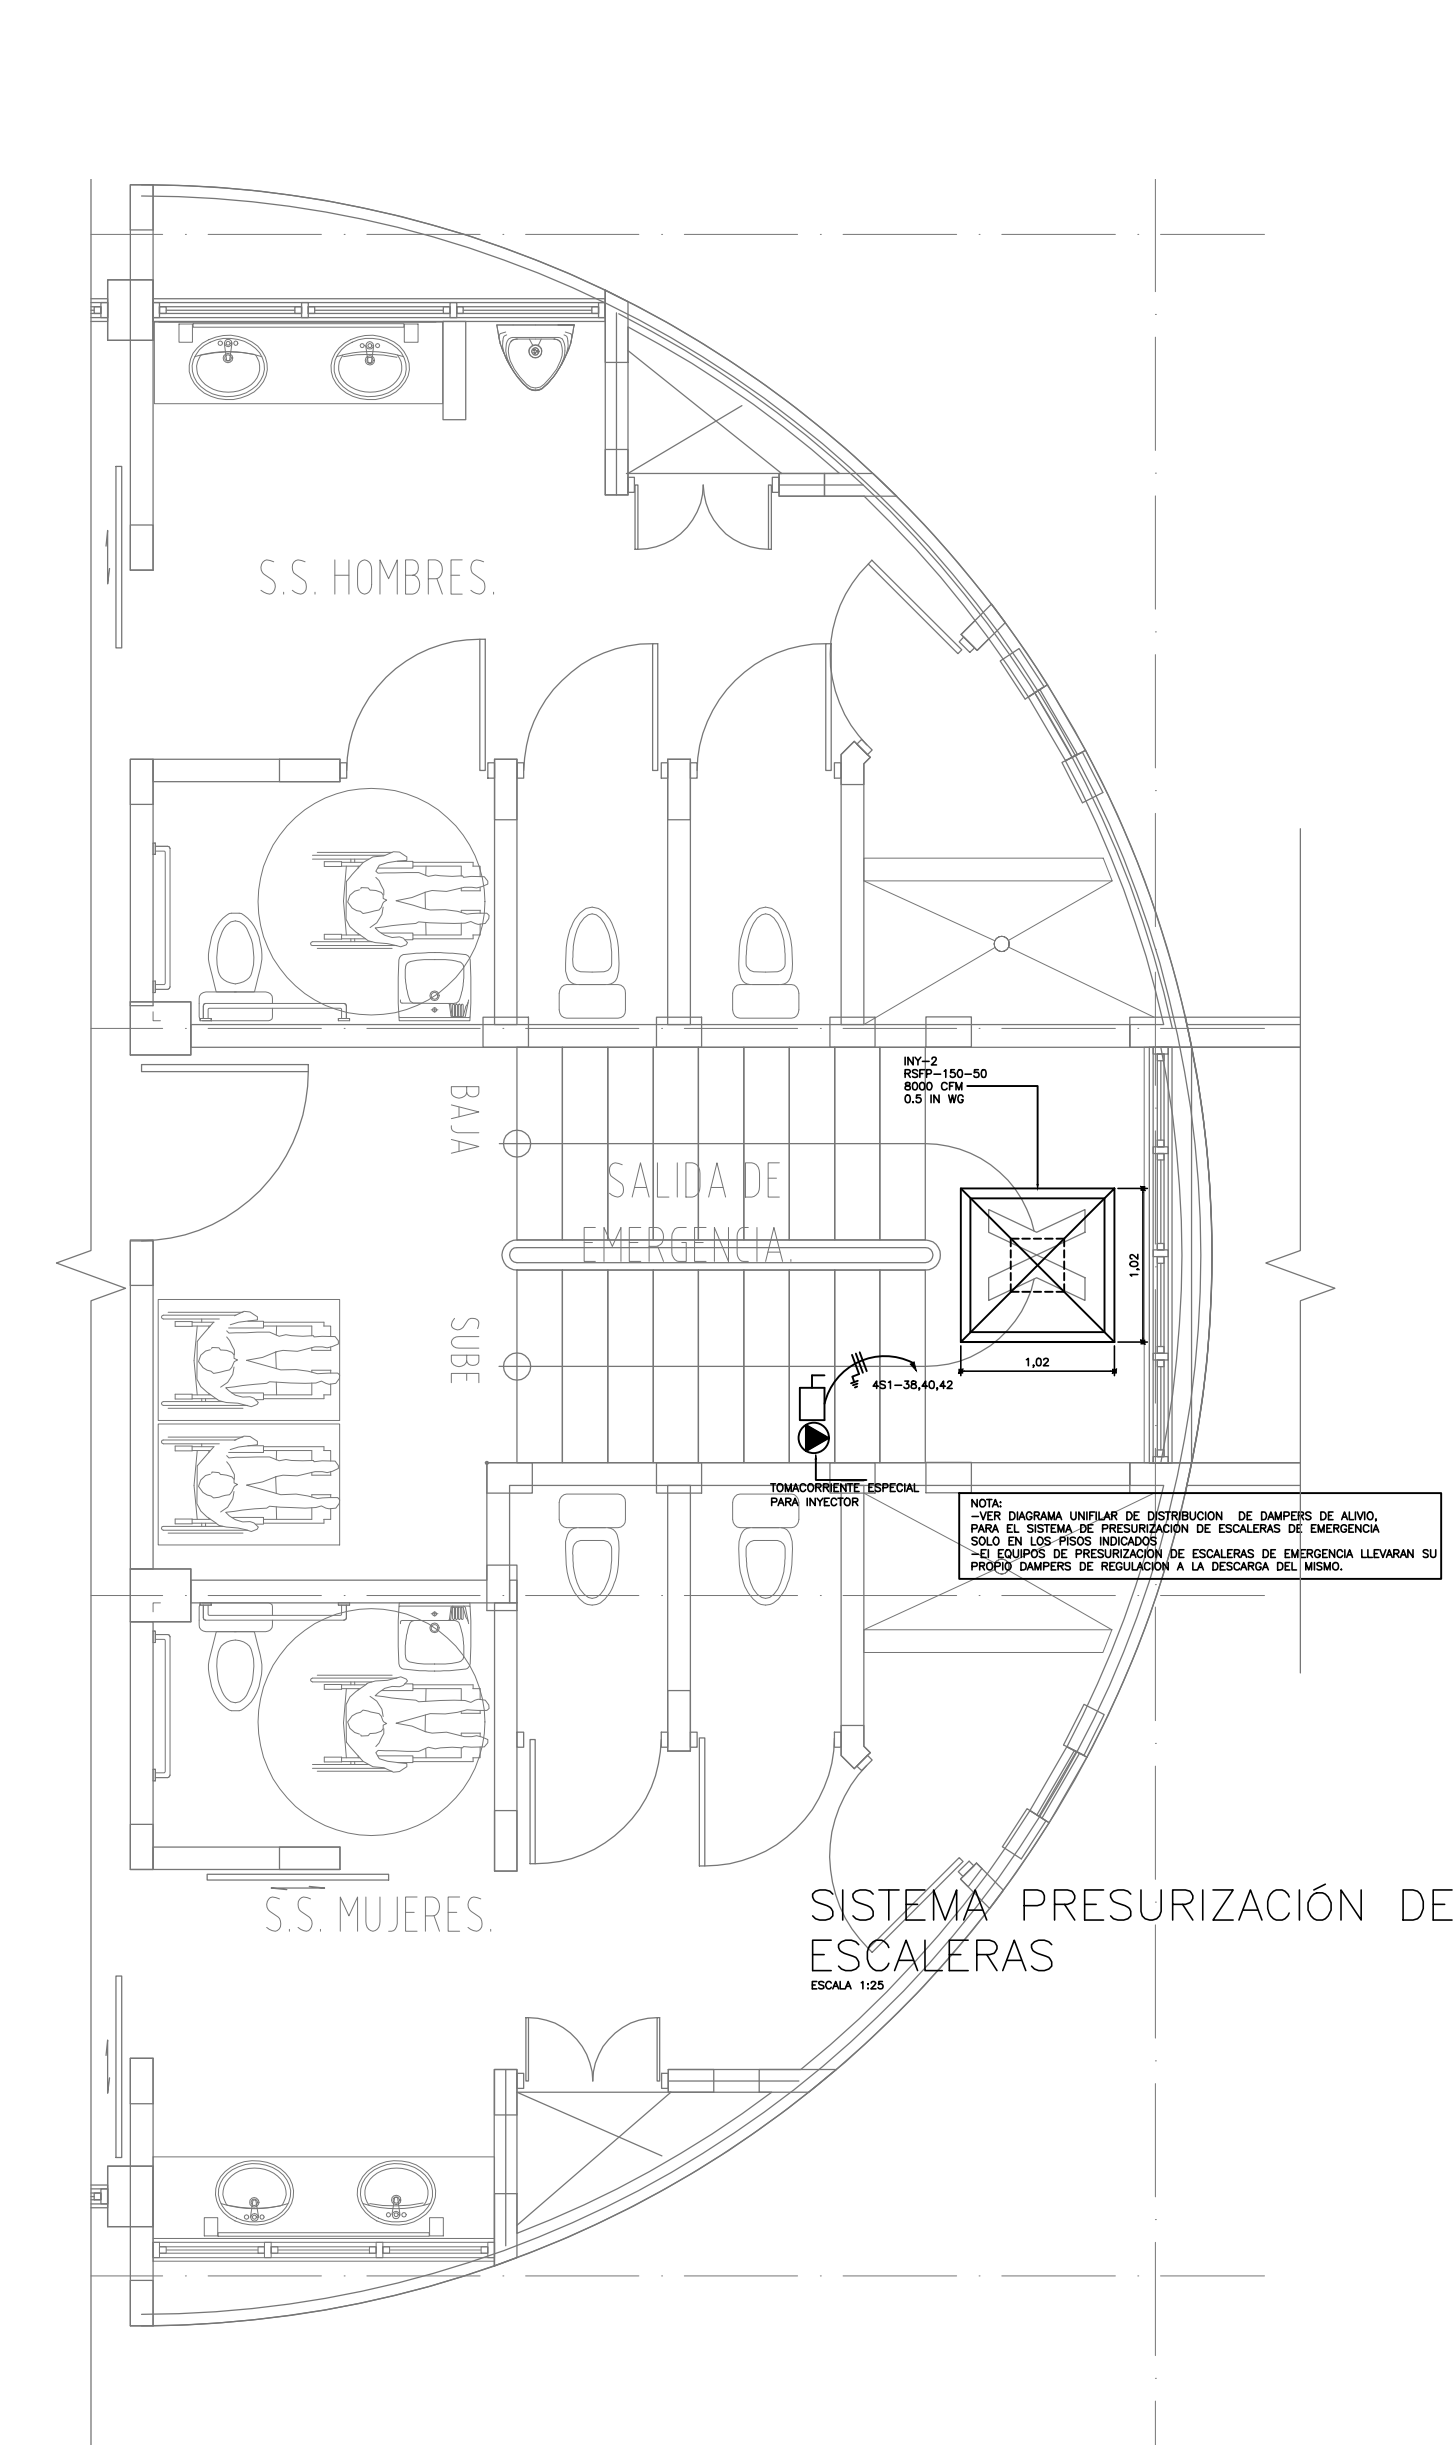 S.S. HOMBRES.
INY-2
RSFP-150-50
8000 CFM
0.5 IN WG
BAJA
SALIDA DE
EMERGENCIA.
1,02
1,02
SUBE
4S1-38,40,42
TOMACORRIENTE ESPECIAL
PARA INYECTOR
NOTA:
-VER DIAGRAMA UNIFILAR DE DISTRIBUCION DE DAMPERS DE ALIVIO,
PARA EL SISTEMA DE PRESURIZACION DE ESCALERAS DE EMERGENCIA
SOLO EN LOS PISOS INDICADOS
-El EQUIPOS DE PRESURIZACION DE ESCALERAS DE EMERGENCIA LLEVARAN SU
PROPIO DAMPERS DE REGULACION A LA DESCARGA DEL MISMO.
S.S. MUJERES.
SISTEMA PRESURIZACIÓN DE
ESCALERAS
ESCALA 1:25